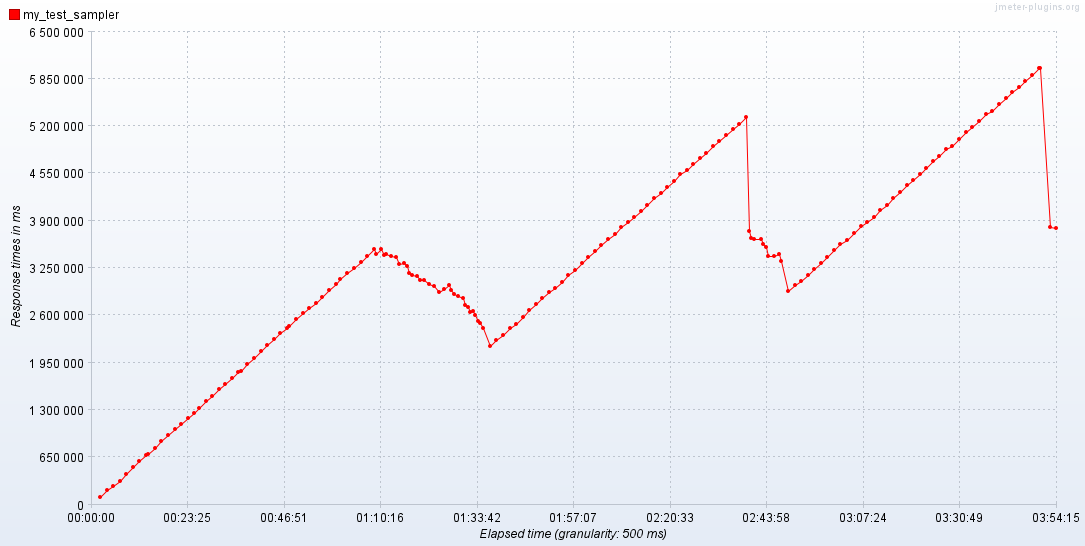 my_test_sampler
jmeter-plugins.org
6 500 000
5 850 000
5 200 000
4 550 000
3 900 000
3 250 000
2 600 000
1 950 000
1 300 000
650 000
0
Response times in ms
00:00:00 00:23:25 00:46:51 01:10:16 01:33:42 01:57:07 02:20:33 02:43:58 03:07:24 03:30:49 03:54:15
Elapsed time (granularity: 500 ms)